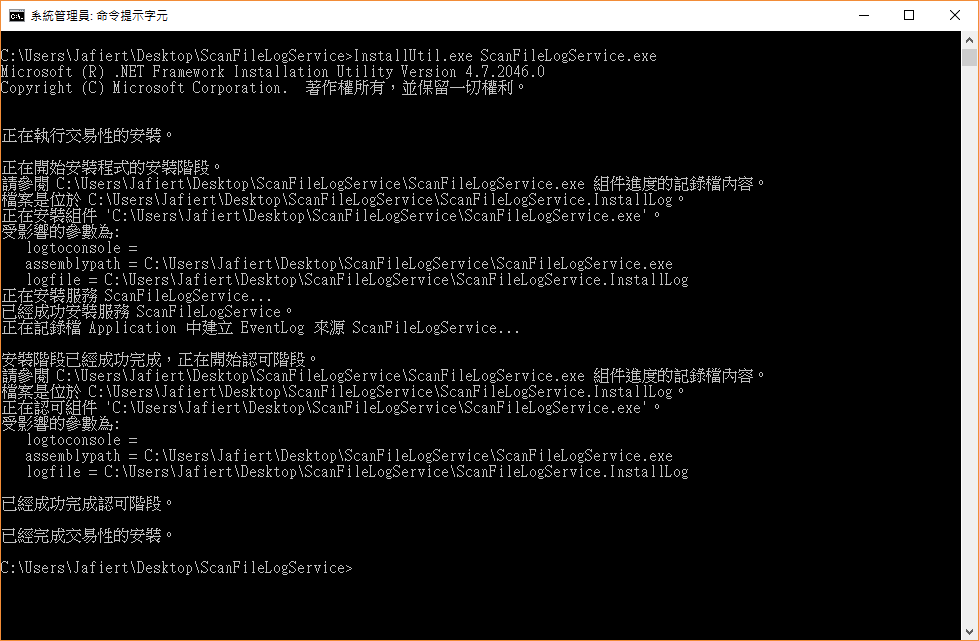 系統管理員: 命令提示字元
C:\Users\Jafiert\Desktop\ScanFileLogService>InstallUtil.exe ScanFileLogService.exe
Microsoft (R) .NET Framework Installation Utility Version 4.7.2046.0
Copyright (C) Microsoft Corporation.  著作權所有，並保留一切權利。
正在執行交易性的安裝。
正在開始安裝程式的安裝階段。
請參閱 C:\Users\Jafiert\Desktop\ScanFileLogService\ScanFileLogService.exe 組件進度的記錄檔內容。
檔案是位於 C:\Users\Jafiert\Desktop\ScanFileLogService\ScanFileLogService.InstallLog。
正在安裝組件 'C:\Users\Jafiert\Desktop\ScanFileLogService\ScanFileLogService.exe'。
受影響的參數為:
logtoconsole =
assemblypath = C:\Users\Jafiert\Desktop\ScanFileLogService\ScanFileLogService.exe
logfile = C:\Users\Jafiert\Desktop\ScanFileLogService\ScanFileLogService.InstallLog
正在安裝服務 ScanFileLogService...
已經成功安裝服務 ScanFileLogService。
正在記錄檔 Application 中建立 EventLog 來源 ScanFileLogService...
安裝階段已經成功完成，正在開始認可階段。
請參閱 C:\Users\Jafiert\Desktop\ScanFileLogService\ScanFileLogService.exe 組件進度的記錄檔內容。
檔案是位於 C:\Users\Jafiert\Desktop\ScanFileLogService\ScanFileLogService.InstallLog。
正在認可組件 'C:\Users\Jafiert\Desktop\ScanFileLogService\ScanFileLogService.exe'。
受影響的參數為:
logtoconsole =
assemblypath = C:\Users\Jafiert\Desktop\ScanFileLogService\ScanFileLogService.exe
logfile = C:\Users\Jafiert\Desktop\ScanFileLogService\ScanFileLogService.InstallLog
已經成功完成認可階段。
已經完成交易性的安裝。
C:\Users\Jafiert\Desktop\ScanFileLogService>